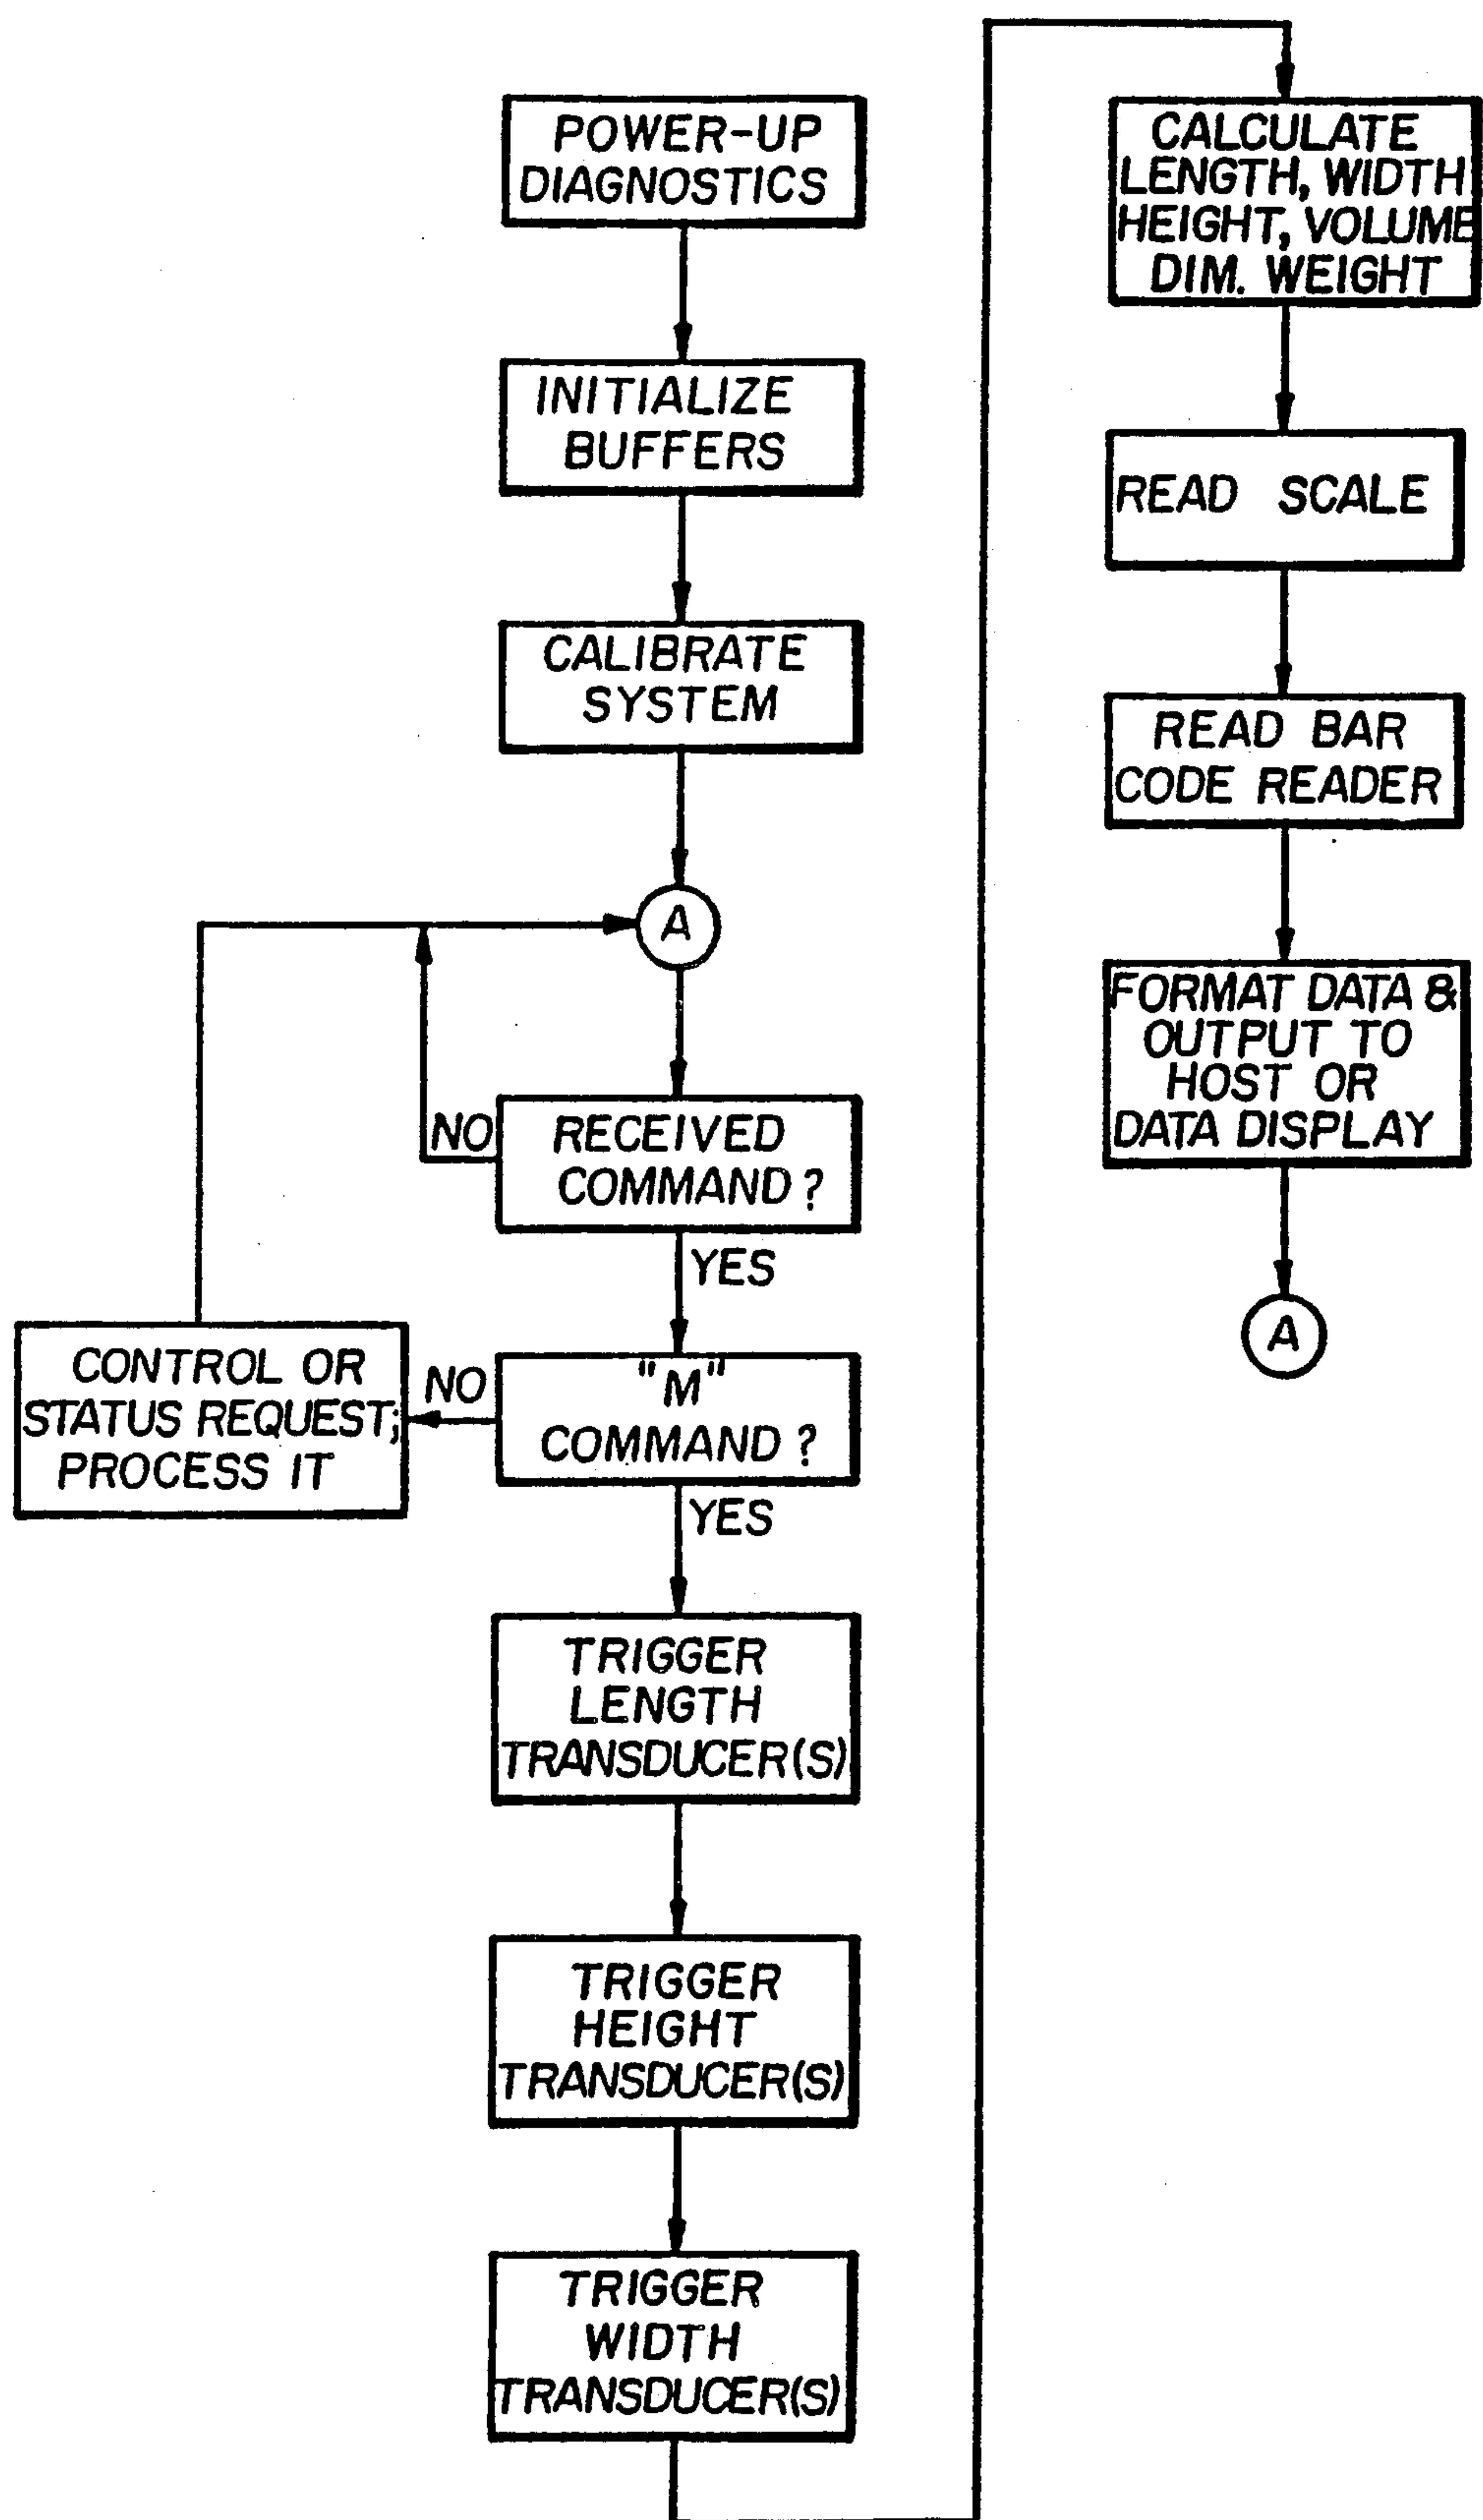 POWER-UP
DIAGNOSTICS
INITIALIZE
BUFFERS
CALIBRATE
SYSTEM
A
NO
RECEIVED
COMMAND?
YES
CONTROL OR
STATUS REQUEST;
PROCESS IT
NO
"M"
COMMAND?
YES
TRIGGER
LENGTH
TRANSDUCER(S)
TRIGGER
HEIGHT
TRANSDUCER(S)
TRIGGER
WIDTH
TRANSDUCER(S)
CALCULATE
LENGTH, WIDTH
HEIGHT, VOLUME
DIM. WEIGHT
READ SCALE
READ BAR
CODE READER
FORMAT DATA &
OUTPUT TO
HOST OR
DATA DISPLAY
A